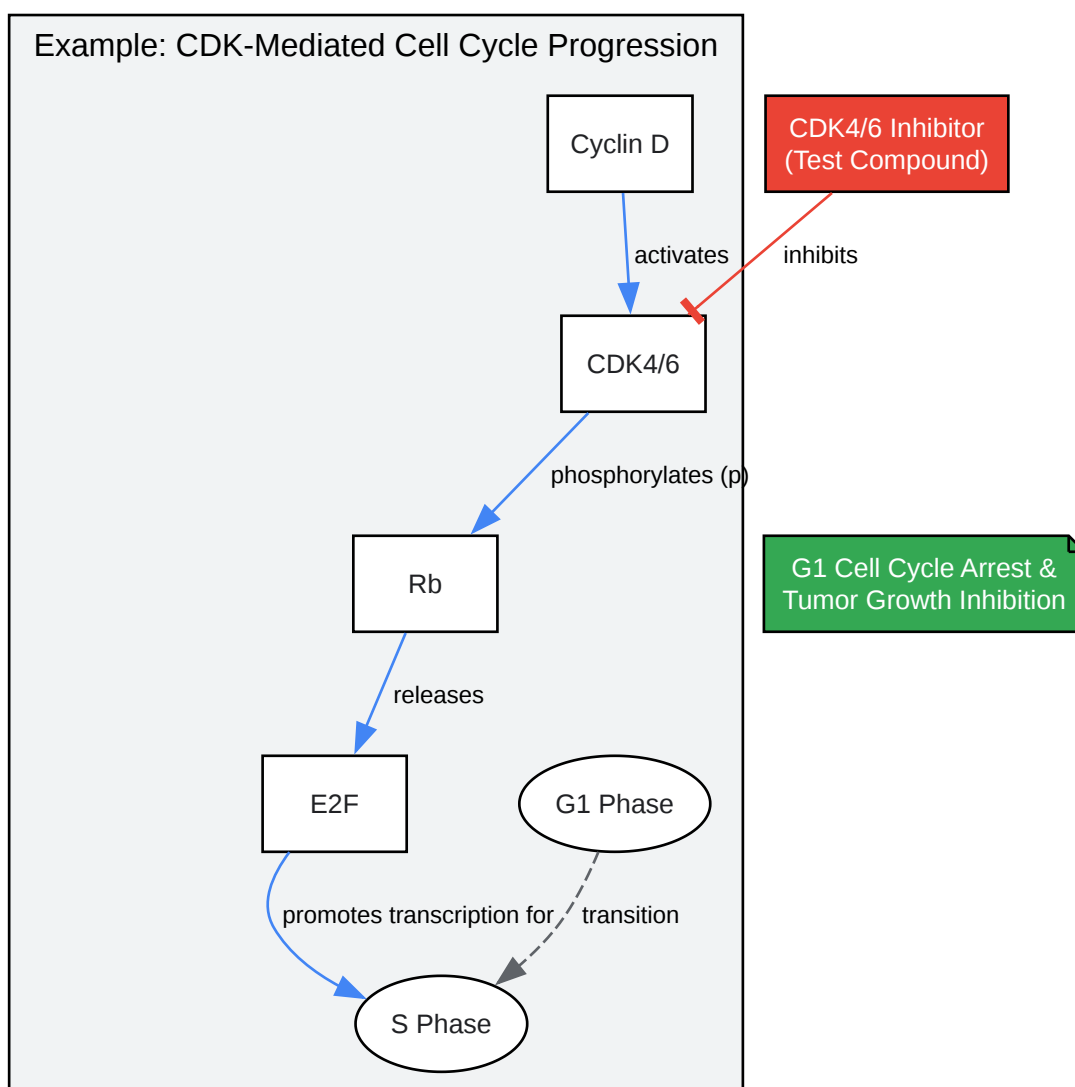 Example: CDK-Mediated Cell Cycle Progression
Cyclin D
CDK4/6 Inhibitor
(Test Compound)
activates
inhibits
CDK4/6
phosphorylates (p)
Rb
G1 Cell Cycle Arrest &
Tumor Growth Inhibition
releases
E2F
G1 Phase
promotes transcription for
transition
S Phase